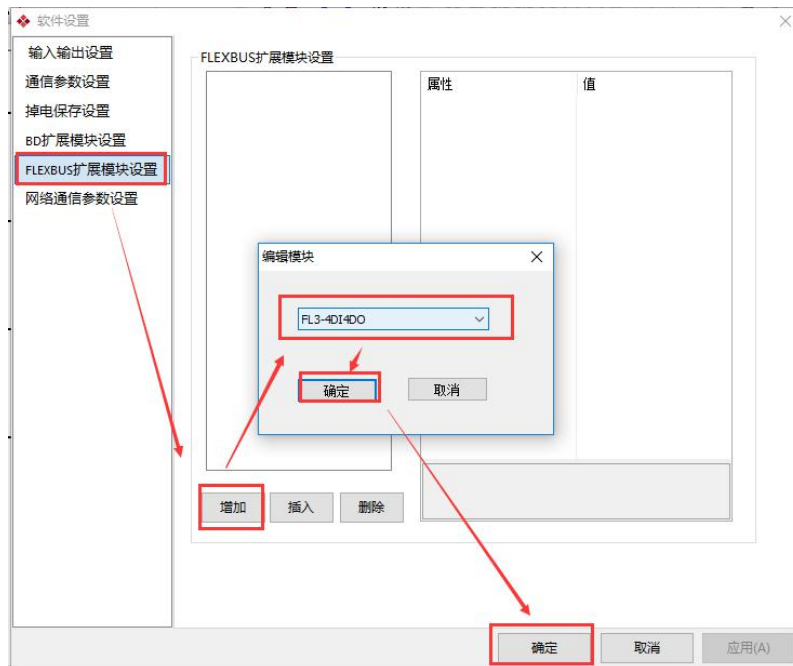 软件设置
输入输出设置
通信参数设置
掉电保存设置
BD扩展模块设置
FLEXBUS扩展模块设置
网络通信参数设置
FLEXBUS扩展模块设置
属性 值
编辑模块
FL3-4DI4DO
确定 取消
增加 插入 删除
确定 取消 应用(A)